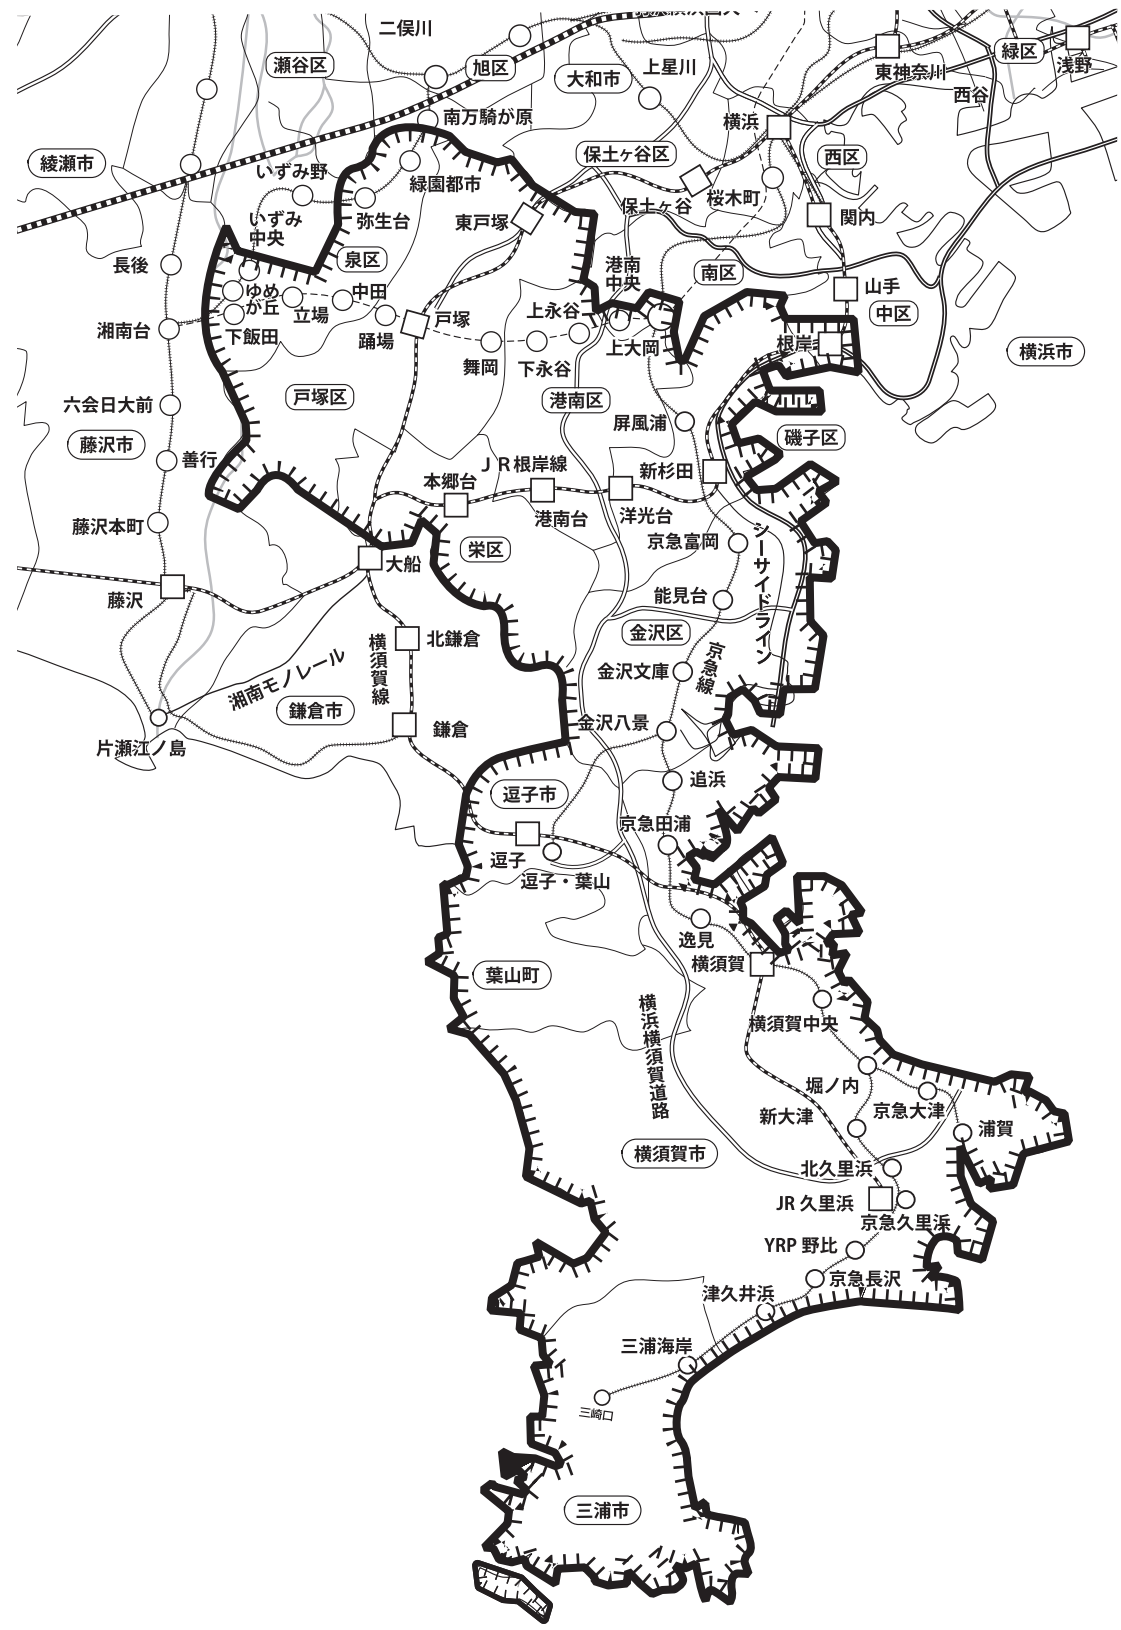 二俣川
瀬谷区
旭区
大和市
上星川
東神奈川
緑区
浅野
西谷
南万騎が原
横浜
綾瀬市
いずみ野
緑園都市
保土ヶ谷区
西区
弥生台
東戸塚
保土ヶ谷
桜木町
関内
いずみ
中央
長後
泉区
港南
中央
南区
山手
ゆめ
が丘
立場
中田
中区
湘南台
下飯田
踊場
戸塚
上永谷
上大岡
根岸
横浜市
舞岡
下永谷
六会日大前
戸塚区
港南区
屏風浦
磯子区
藤沢市
善行
JR根岸線
新杉田
本郷台
港南台
洋光台
藤沢本町
京急富岡
シーサイドライン
栄区
大船
藤沢
能見台
横須賀線
北鎌倉
金沢区
京急線
金沢文庫
湘南モノレール
鎌倉市
鎌倉
金沢八景
片瀬江ノ島
追浜
逗子市
京急田浦
逗子
逗子・葉山
逸見
横須賀
葉山町
横浜横須賀道路
横須賀中央
堀ノ内
京急大津
新大津
浦賀
横須賀市
北久里浜
JR 久里浜
京急久里浜
YRP 野比
京急長沢
津久井浜
三浦海岸
三崎口
三浦市